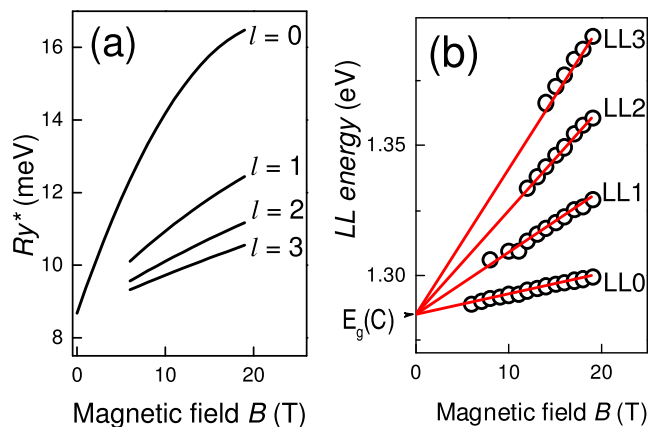 (a)
16
14
12
10
8
Ry* (meV)
l = 0
l = 1
l = 2
l = 3
0
10
20
Magnetic field B (T)
(b)
1.35
1.30
LL energy (eV)
E_g(C)
LL3
LL2
LL1
LL0
0
10
20
Magnetic field B (T)